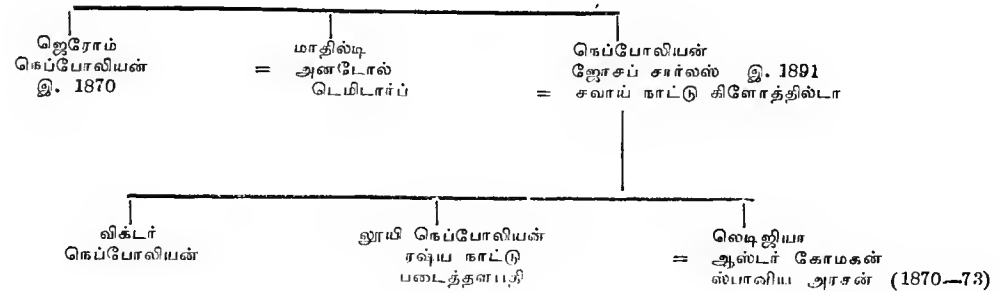 ஜெரோம்
நெப்போலியன்
இ. 1870
மாதில்டி
= அனடோல்
டெமிடார்ப்
நெப்போலியன்
ஜோசப் சார்லஸ் இ. 1891
= சவாய் நாட்டு கிளோத்தில்டா
விக்டர்
நெப்போலியன்
லூயி நெப்போலியன்
ரஷ்ய நாட்டு
படைத்தளபதி
லெடிஜியா
= ஆஸ்டர் கோமகன்
ஸ்பானிய அரசன் (1870—73)